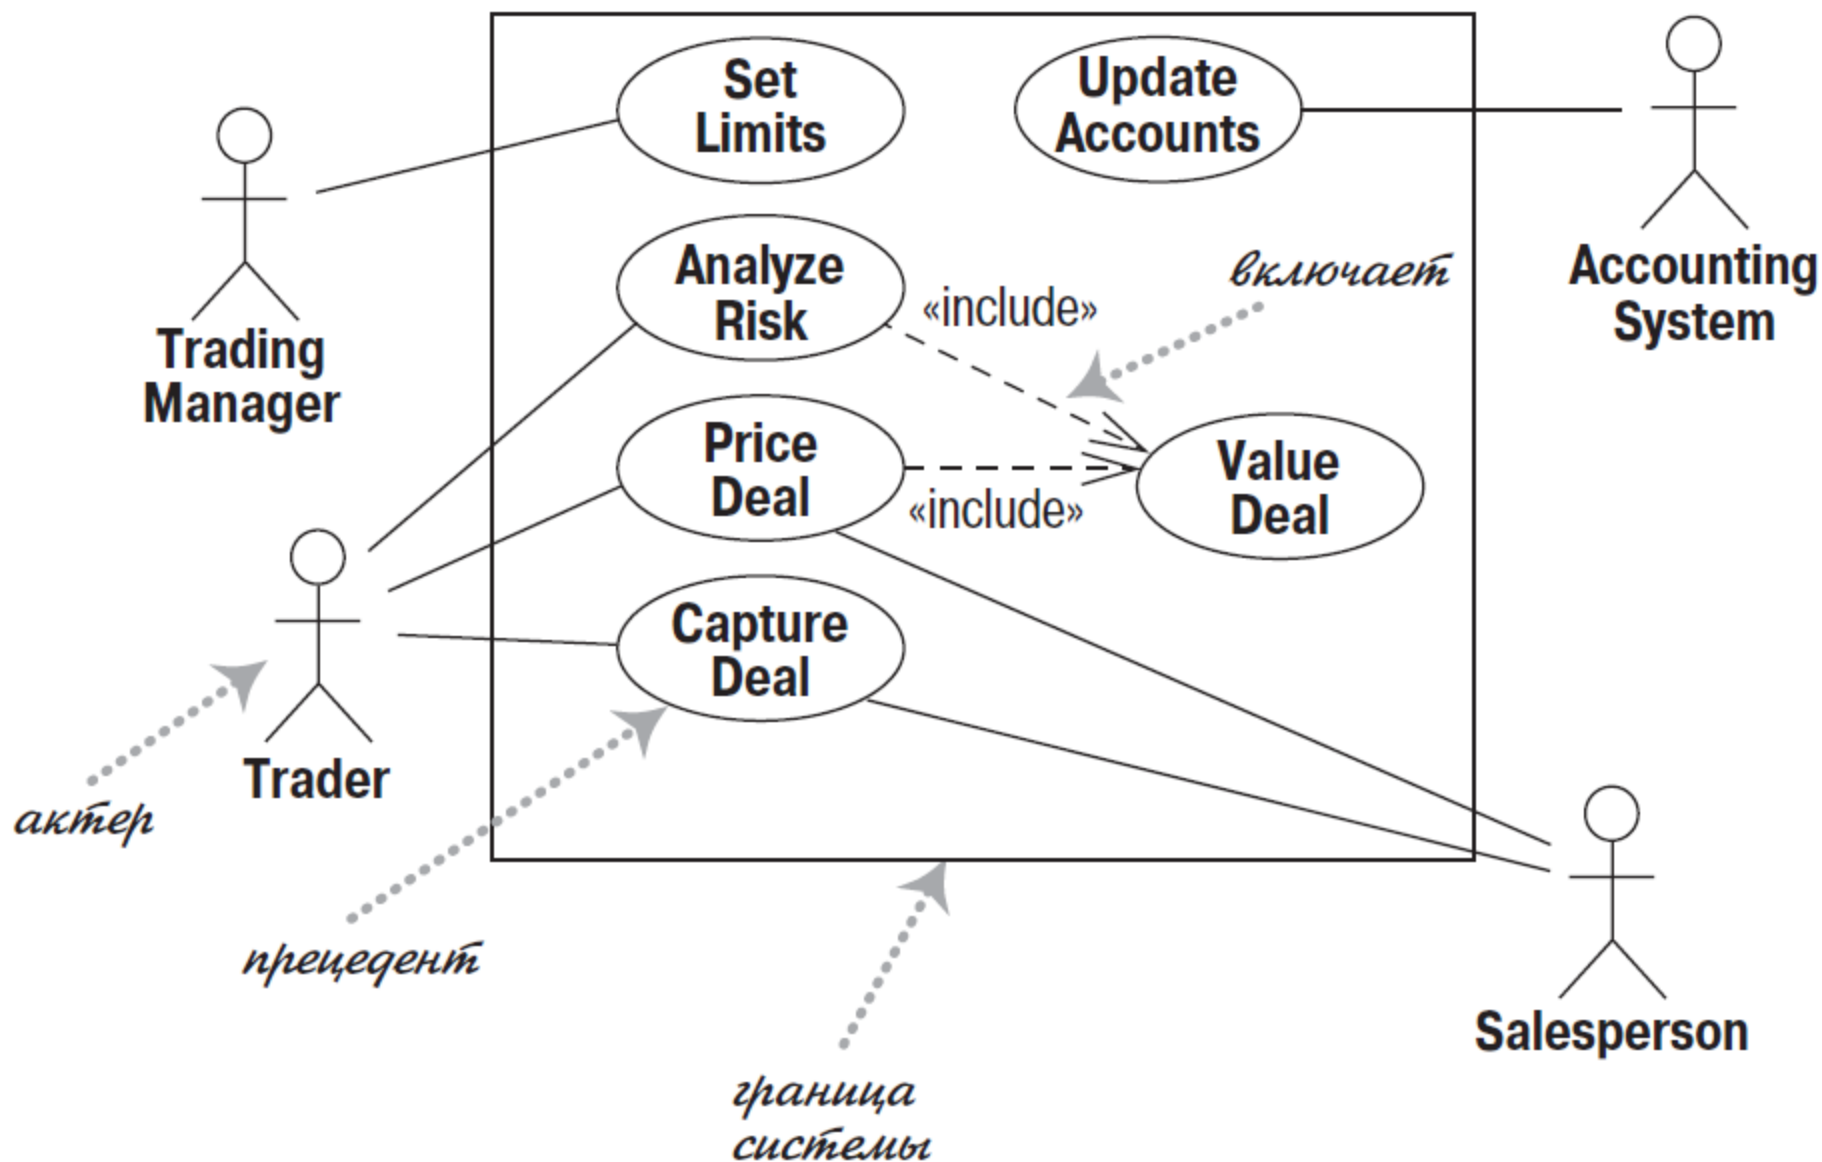 Set
Limits
Update
Accounts
Trading
Manager
Accounting
System
Analyze
Risk
«include»
включает
Price
Deal
«include»
Value
Deal
Capture
Deal
Trader
актер
прецедент
Salesperson
граница
системы